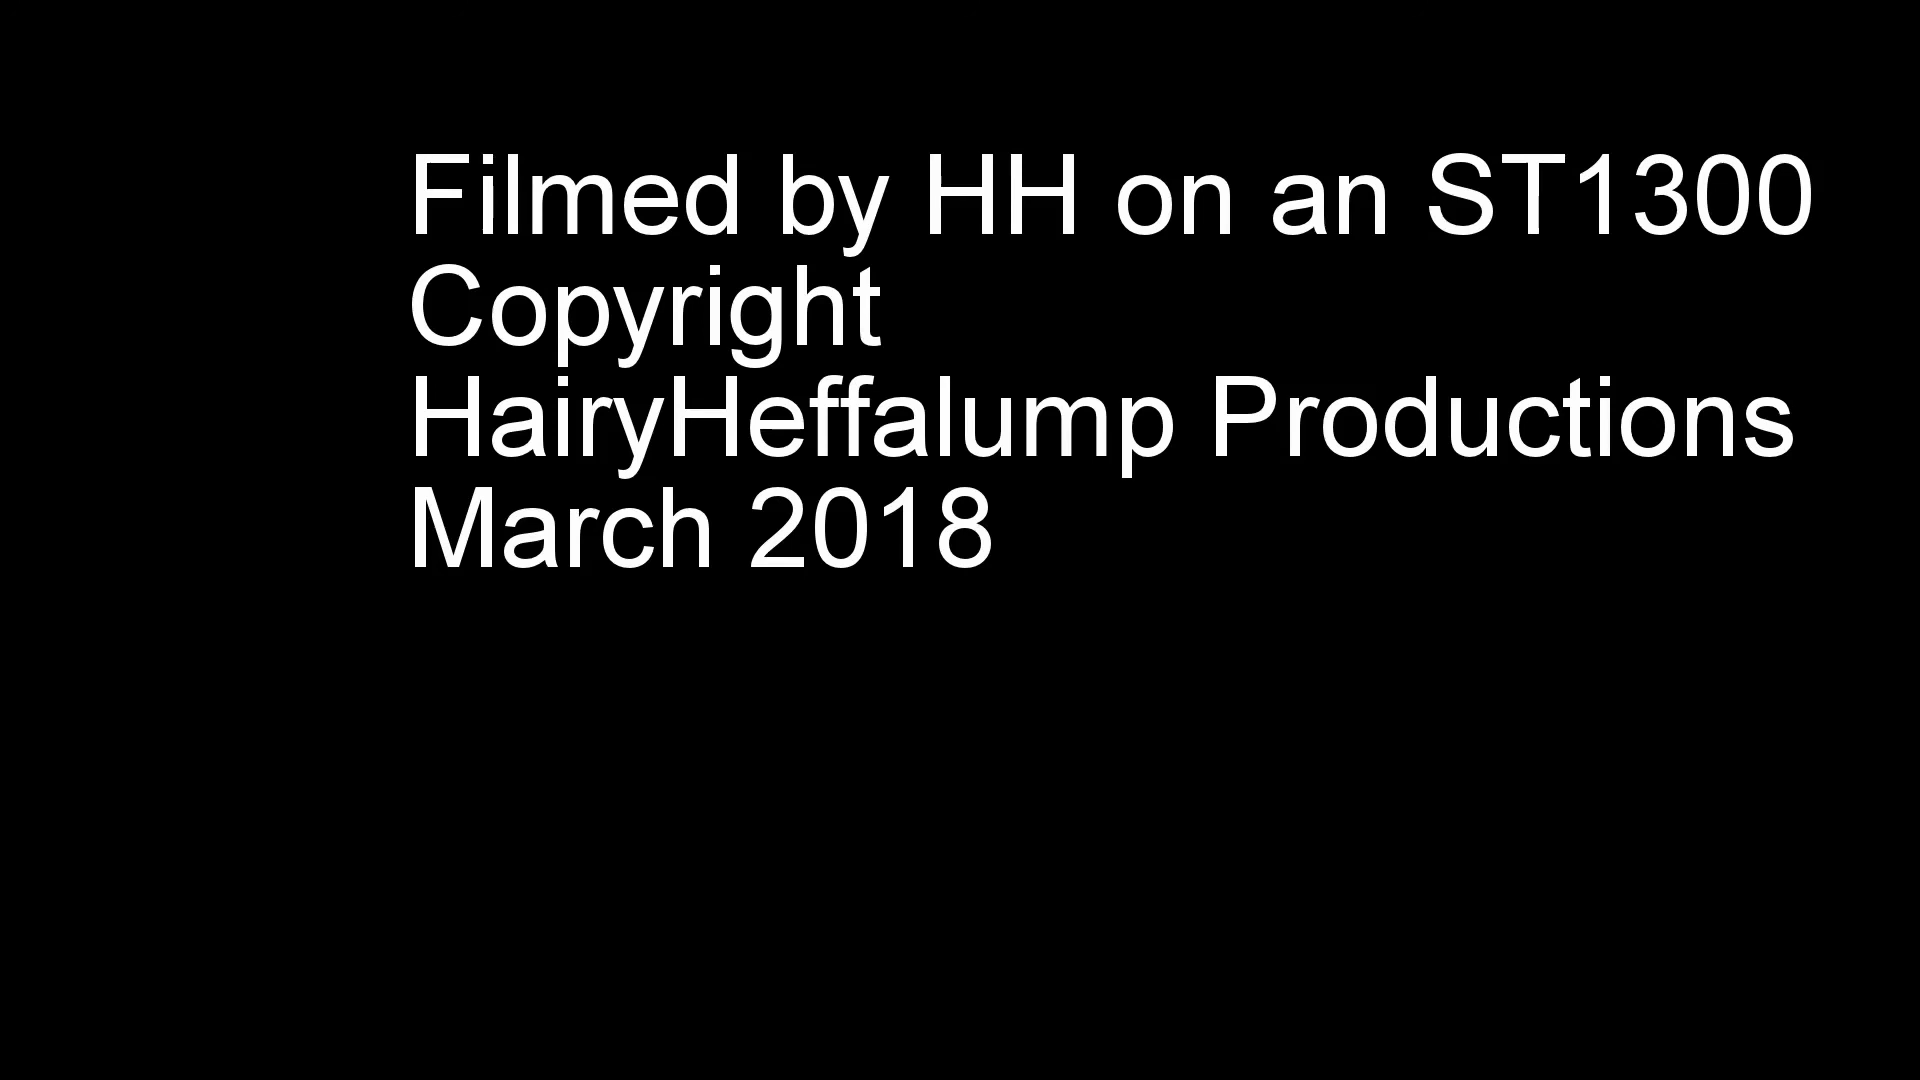 Filmed by HH on an ST1300
Copyright
HairyHeffalump Productions
March 2018